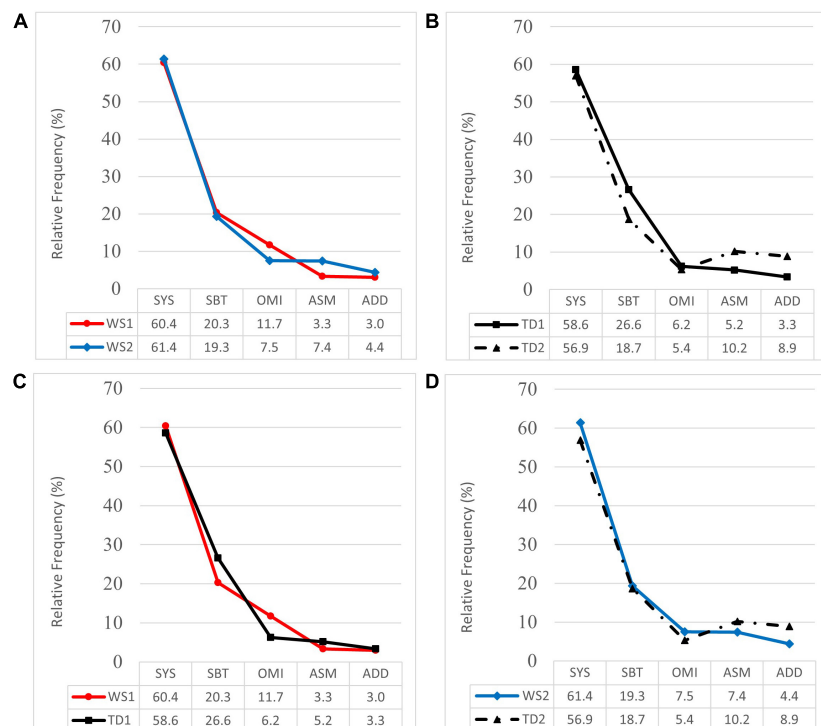 A
Relative Frequency (%)
70
60
50
40
30
20
10
0
SYS SBT OMI ASM ADD
WS1 60.4 20.3 11.7 3.3 3.0
WS2 61.4 19.3 7.5 7.4 4.4
B
Relative Frequency (%)
70
60
50
40
30
20
10
0
SYS SBT OMI ASM ADD
TD1 58.6 26.6 6.2 5.2 3.3
TD2 56.9 18.7 5.4 10.2 8.9
C
Relative Frequency (%)
70
60
50
40
30
20
10
0
SYS SBT OMI ASM ADD
WS1 60.4 20.3 11.7 3.3 3.0
TD1 58.6 26.6 6.2 5.2 3.3
D
Relative Frequency (%)
70
60
50
40
30
20
10
0
SYS SBT OMI ASM ADD
WS2 61.4 19.3 7.5 7.4 4.4
TD2 56.9 18.7 5.4 10.2 8.9